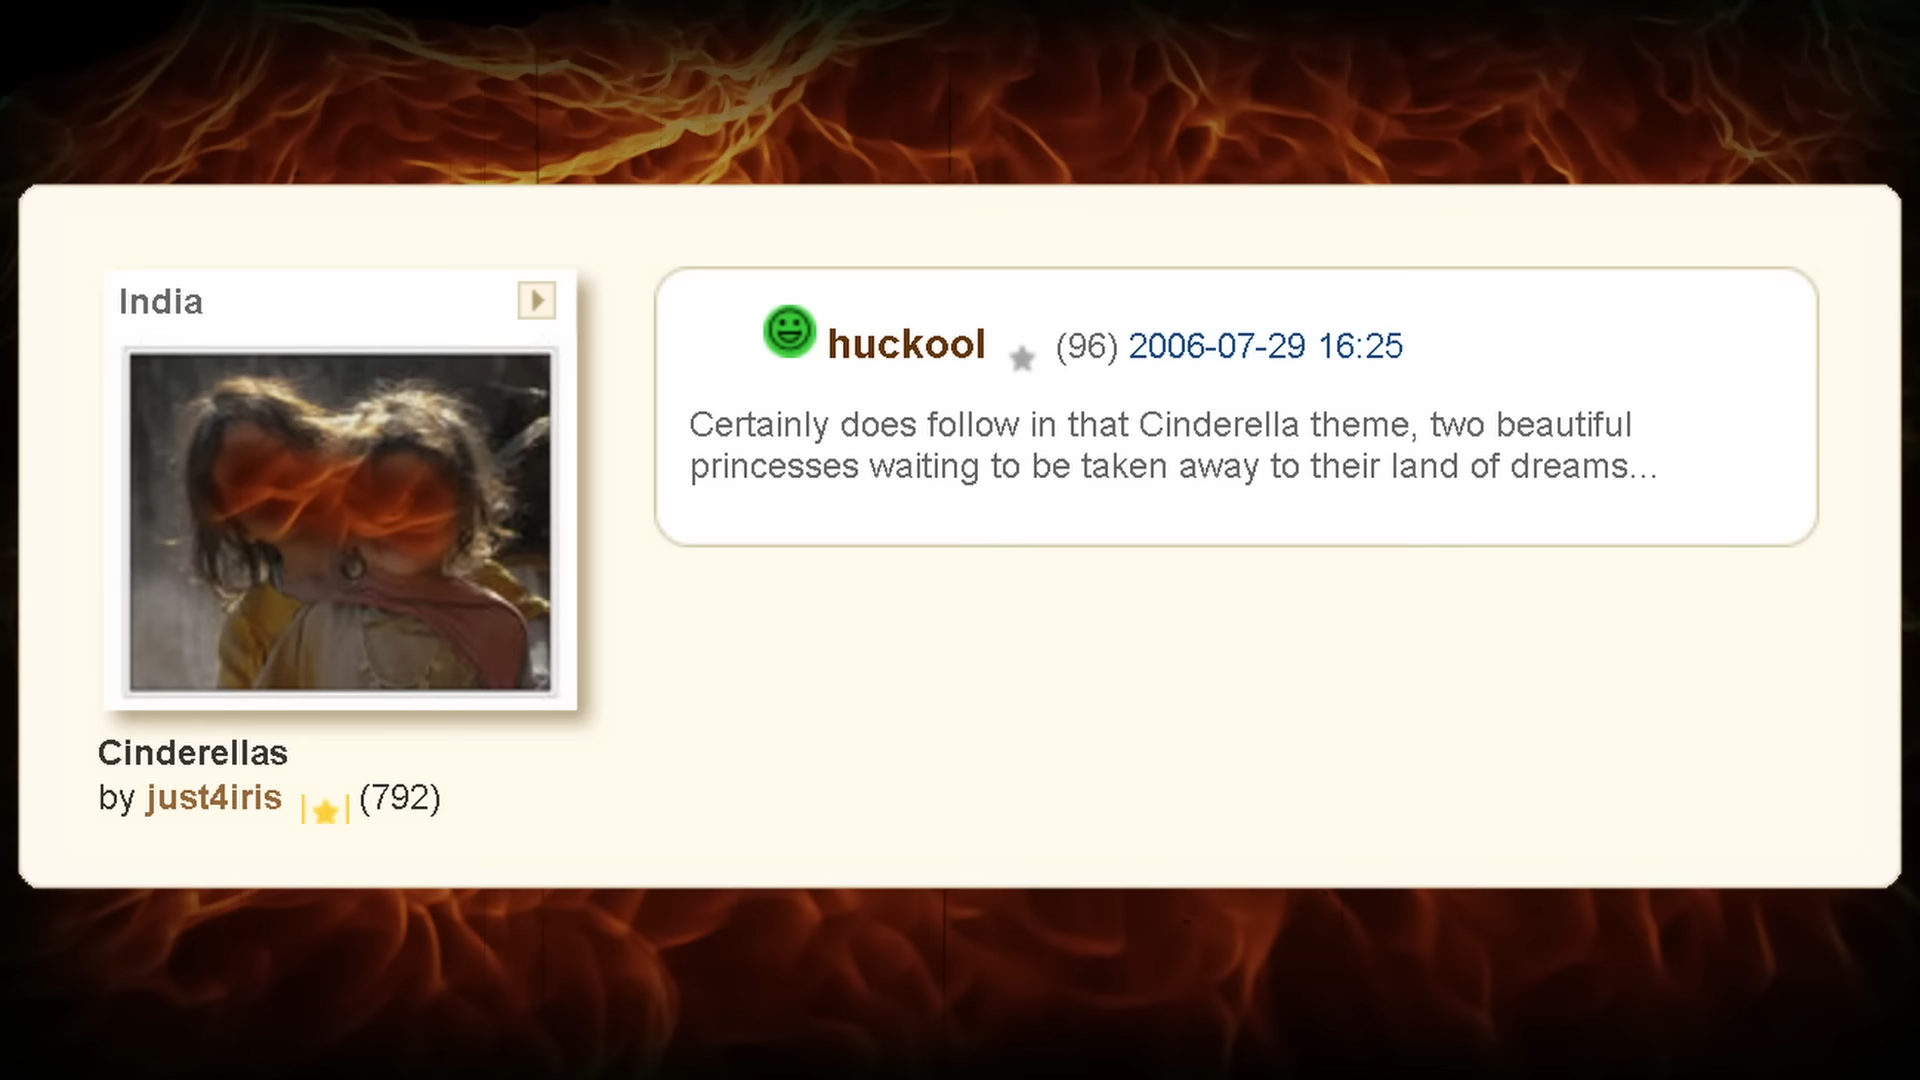 India
Cinderellas
by just4iris (792)
huckool (96) 2006-07-29 16:25
Certainly does follow in that Cinderella theme, two beautiful
princesses waiting to be taken away to their land of dreams...